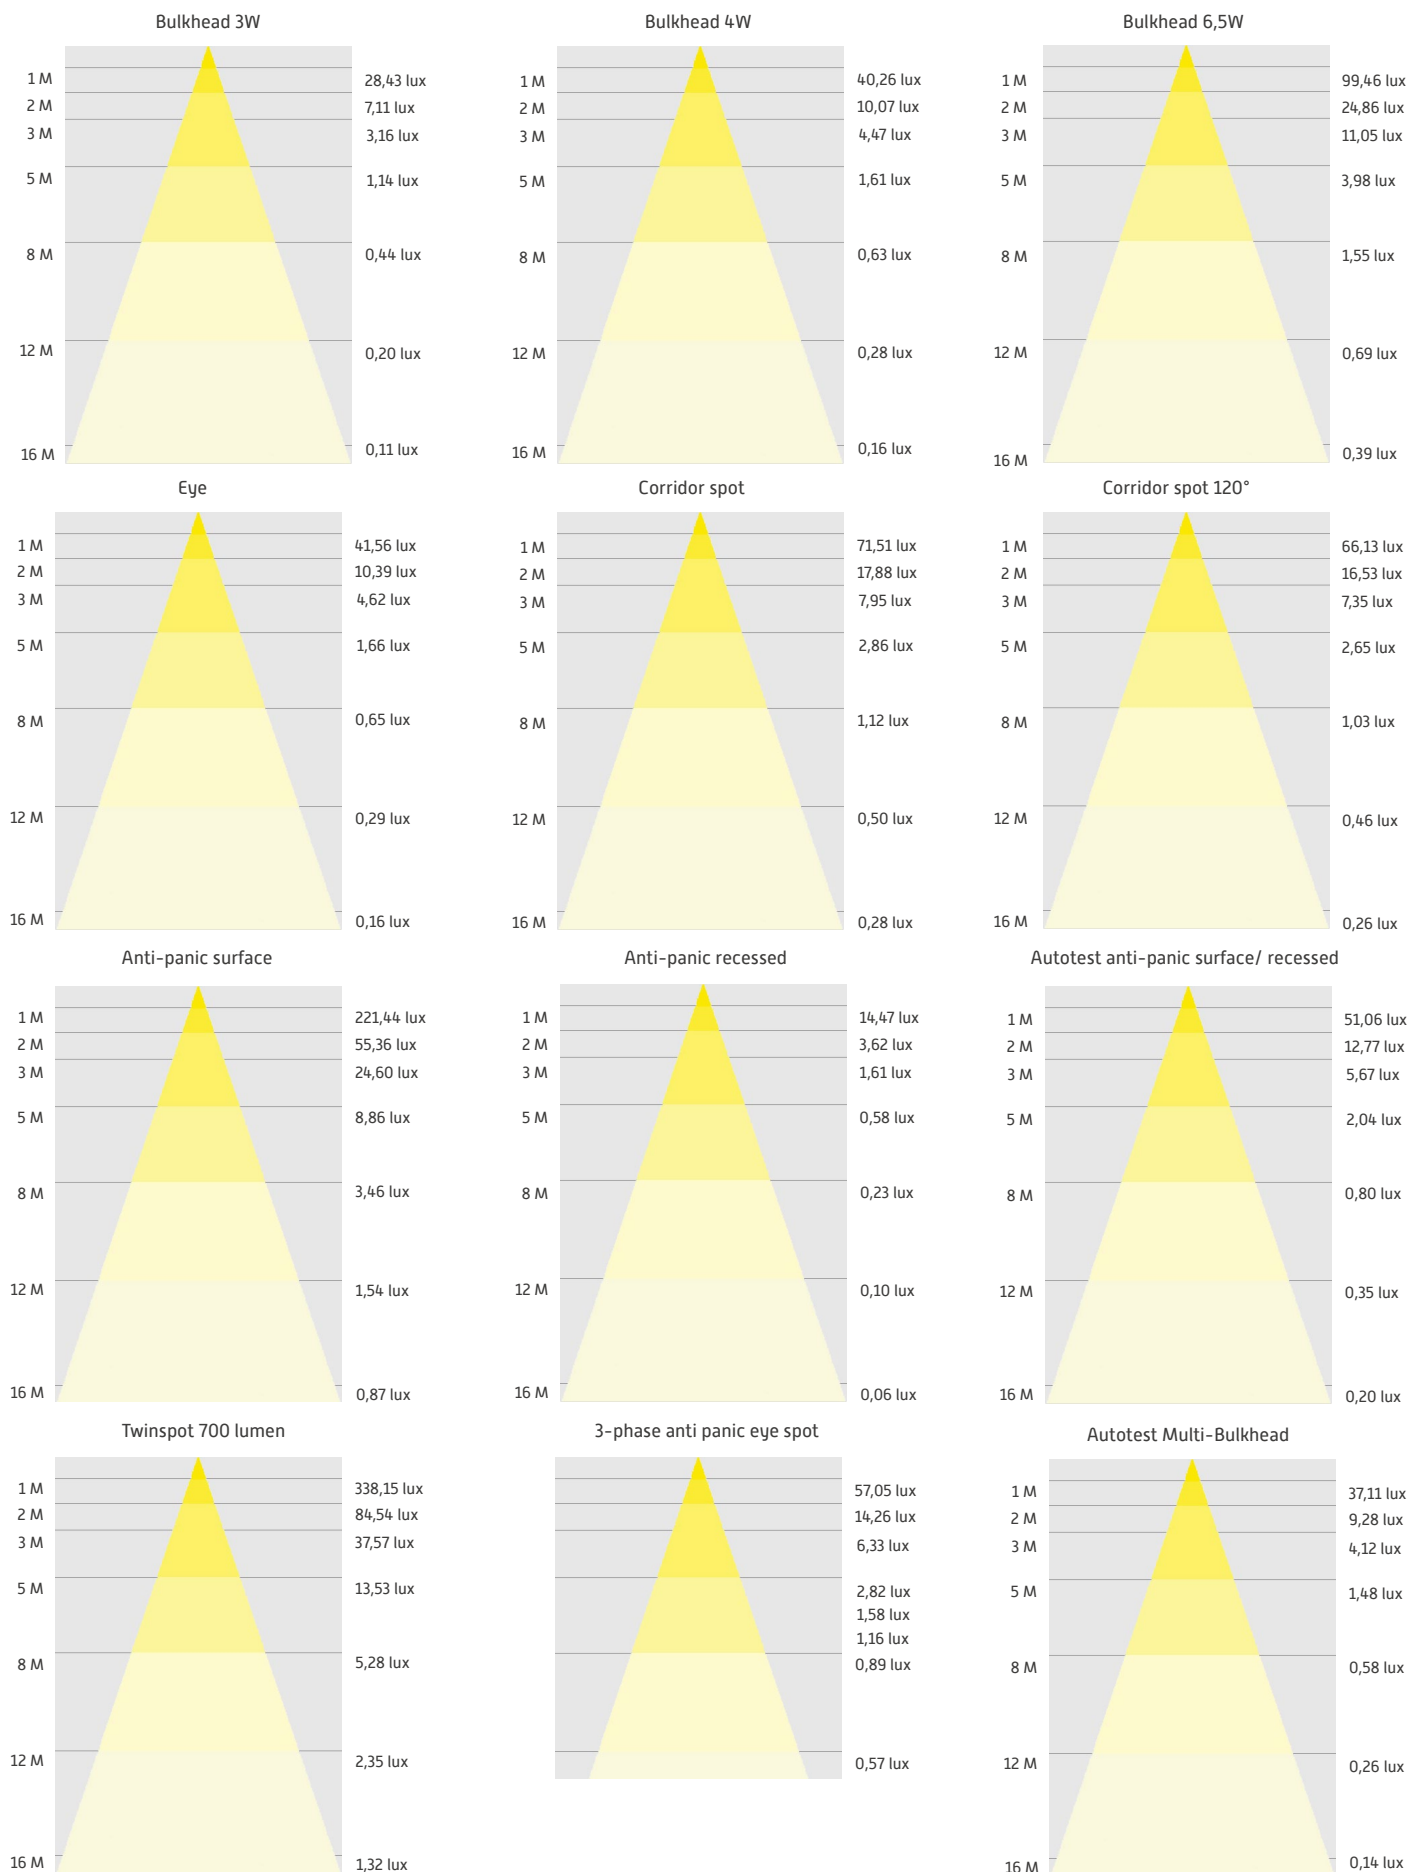 Bulkhead 3W
1 M 28,43 lux
2 M 7,11 lux
3 M 3,16 lux
5 M 1,14 lux
8 M 0,44 lux
12 M 0,20 lux
16 M 0,11 lux
Bulkhead 4W
1 M 40,26 lux
2 M 10,07 lux
3 M 4,47 lux
5 M 1,61 lux
8 M 0,63 lux
12 M 0,28 lux
16 M 0,16 lux
Bulkhead 6,5W
1 M 99,46 lux
2 M 24,86 lux
3 M 11,05 lux
5 M 3,98 lux
8 M 1,55 lux
12 M 0,69 lux
16 M 0,39 lux
Eye
1 M 41,56 lux
2 M 10,39 lux
3 M 4,62 lux
5 M 1,66 lux
8 M 0,65 lux
12 M 0,29 lux
16 M 0,16 lux
Corridor spot
1 M 71,51 lux
2 M 17,88 lux
3 M 7,95 lux
5 M 2,86 lux
8 M 1,12 lux
12 M 0,50 lux
16 M 0,28 lux
Corridor spot 120°
1 M 66,13 lux
2 M 16,53 lux
3 M 7,35 lux
5 M 2,65 lux
8 M 1,03 lux
12 M 0,46 lux
16 M 0,26 lux
Anti-panic surface
1 M 221,44 lux
2 M 55,36 lux
3 M 24,60 lux
5 M 8,86 lux
8 M 3,46 lux
12 M 1,54 lux
16 M 0,87 lux
Anti-panic recessed
1 M 14,47 lux
2 M 3,62 lux
3 M 1,61 lux
5 M 0,58 lux
8 M 0,23 lux
12 M 0,10 lux
16 M 0,06 lux
Autotest anti-panic surface/ recessed
1 M 51,06 lux
2 M 12,77 lux
3 M 5,67 lux
5 M 2,04 lux
8 M 0,80 lux
12 M 0,35 lux
16 M 0,20 lux
Twinspot 700 lumen
1 M 338,15 lux
2 M 84,54 lux
3 M 37,57 lux
5 M 13,53 lux
8 M 5,28 lux
12 M 2,35 lux
16 M 1,32 lux
3-phase anti panic eye spot
57,05 lux
14,26 lux
6,33 lux
2,82 lux
1,58 lux
1,16 lux
0,89 lux
0,57 lux
Autotest Multi-Bulkhead
1 M 37,11 lux
2 M 9,28 lux
3 M 4,12 lux
5 M 1,48 lux
8 M 0,58 lux
12 M 0,26 lux
16 M 0,14 lux